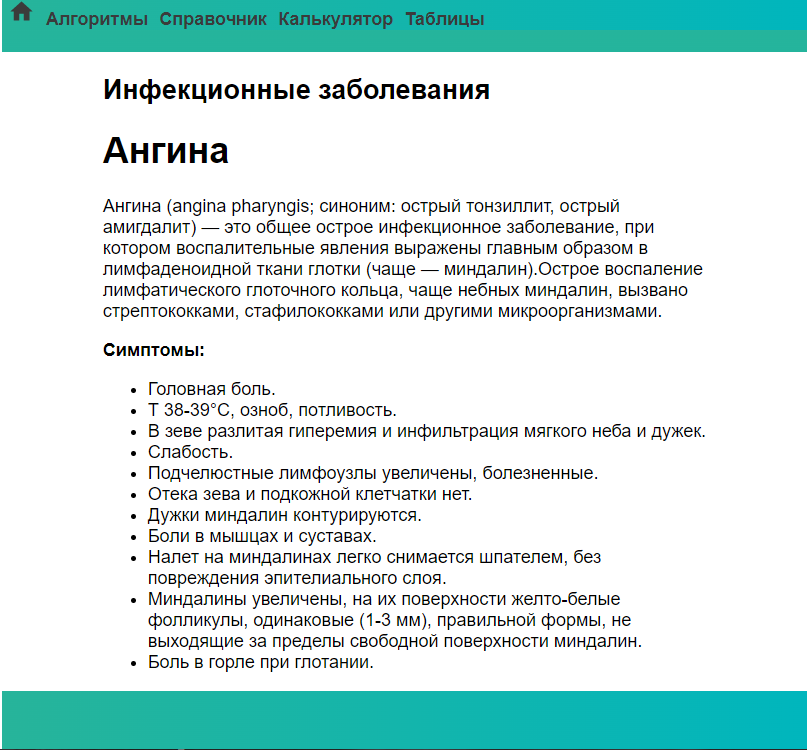 Алгоритмы Справочник Калькулятор Таблицы
Инфекционные заболевания
Ангина
Ангина (angina pharyngis; синоним: острый тонзиллит, острый
амигдалит) — это общее острое инфекционное заболевание, при
котором воспалительные явления выражены главным образом в
лимфаденоидной ткани глотки (чаще — миндалин).Острое воспаление
лимфатического глоточного кольца, чаще небных миндалин, вызвано
стрептококками, стафилококками или другими микроорганизмами.
Симптомы:
• Головная боль.
• Т 38-39°С, озноб, потливость.
• В зеве разлитая гиперемия и инфильтрация мягкого неба и дужек.
• Слабость.
• Подчелюстные лимфоузлы увеличены, болезненные.
• Отека зева и подкожной клетчатки нет.
• Дужки миндалин контурируются.
• Боли в мышцах и суставах.
• Налет на миндалинах легко снимается шпателем, без
повреждения эпителиального слоя.
• Миндалины увеличены, на их поверхности желто-белые
фолликулы, одинаковые (1-3 мм), правильной формы, не
выходящие за пределы свободной поверхности миндалин.
• Боль в горле при глотании.